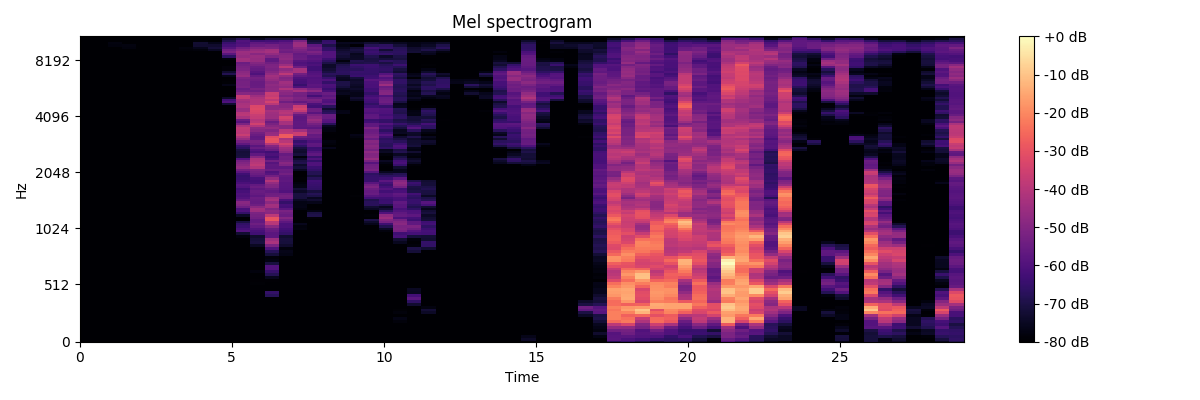 Mel spectrogram
8192
4096
2048
1024
512
0
Hz
0 5 10 15 20 25
Time
+0 dB
-10 dB
-20 dB
-30 dB
-40 dB
-50 dB
-60 dB
-70 dB
-80 dB